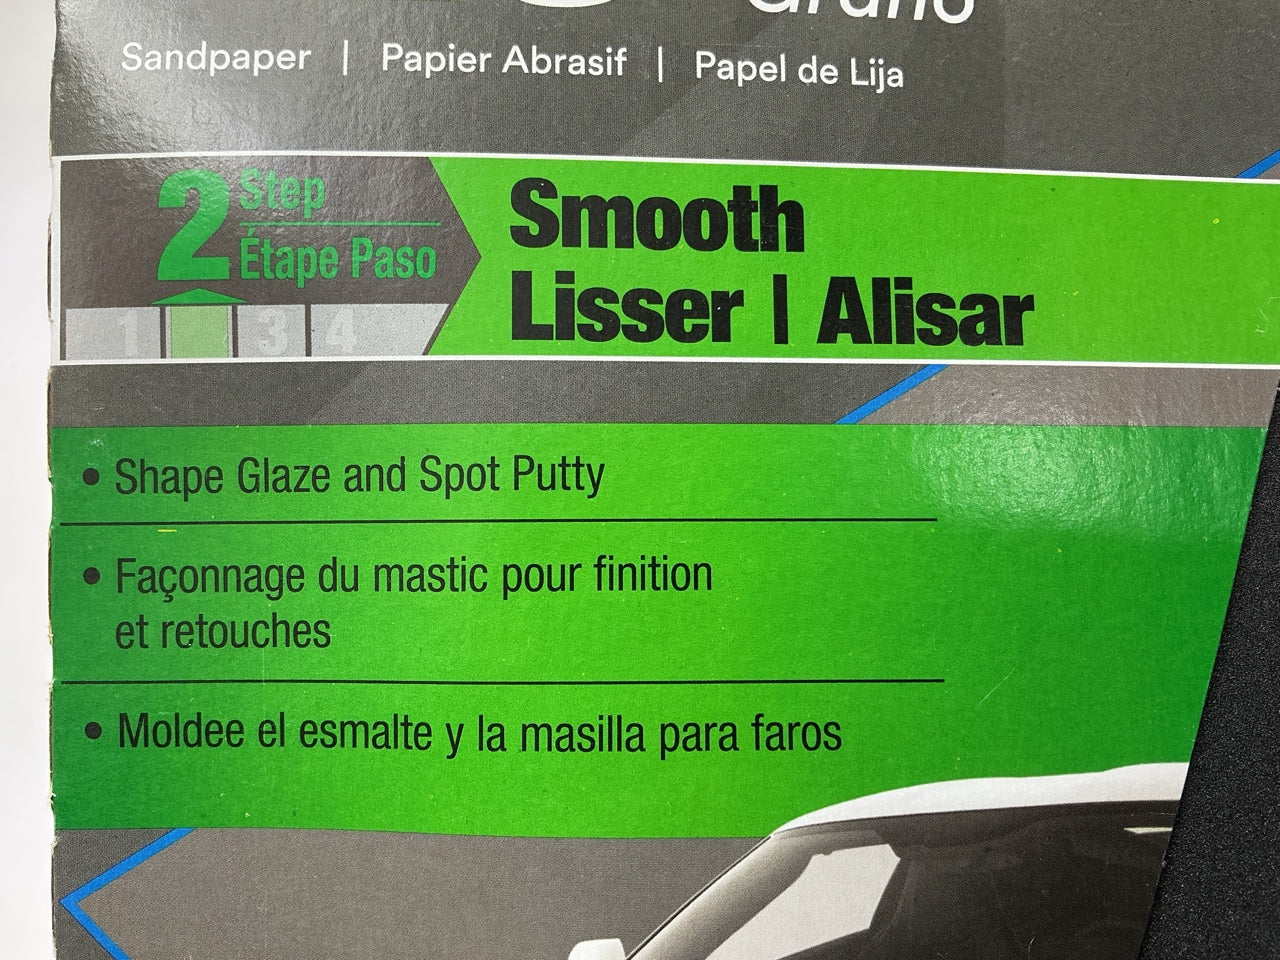 Sandpaper | Papier Abrasif | Papel de Lija
2 Step
Étape Paso
1 3 4
Smooth
Lisser | Alisar
• Shape Glaze and Spot Putty
• Façonnage du mastic pour finition
et retouches
• Moldee el esmalte y la masilla para faros